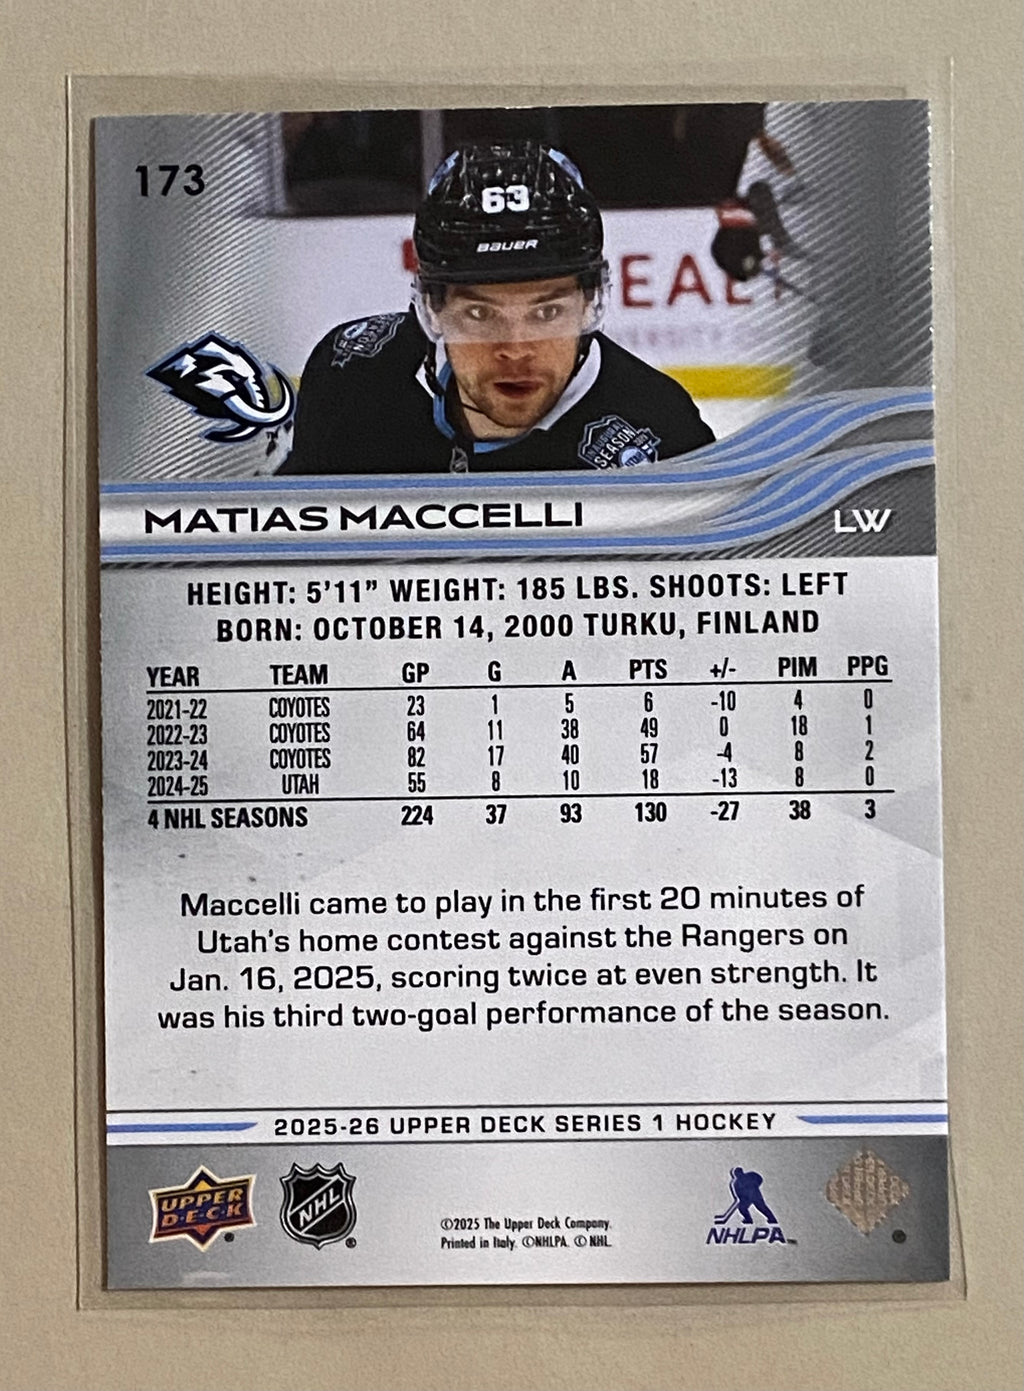 173
63
BAUER
EAL
INAUGURAL
SEASON
MATIAS MACCELLI
LW
HEIGHT: 5'11" WEIGHT: 185 LBS. SHOOTS: LEFT
BORN: OCTOBER 14, 2000 TURKU, FINLAND
YEAR TEAM GP G A PTS +/- PIM PPG
2021-22 COYOTES 23 1 5 6 -10 4 0
2022-23 COYOTES 64 11 38 49 0 18 1
2023-24 COYOTES 82 17 40 57 -4 8 2
2024-25 UTAH 55 8 10 18 -13 8 0
4 NHL SEASONS 224 37 93 130 -27 38 3
Maccelli came to play in the first 20 minutes of
Utah's home contest against the Rangers on
Jan. 16, 2025, scoring twice at even strength. It
was his third two-goal performance of the season.
2025-26 UPPER DECK SERIES 1 HOCKEY
UPPER
DECK
NHL
©2025 The Upper Deck Company.
Printed in Italy. ©NHLPA. © NHL.
NHLPA